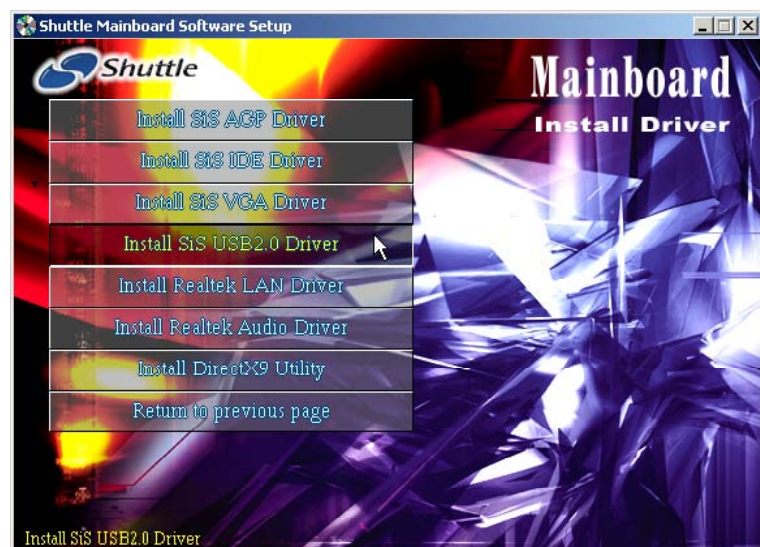 Shuttle Mainboard Software Setup
Shuttle
Mainboard
Install Driver
Install SiS AGP Driver
Install SiS IDE Driver
Install SiS VGA Driver
Install SiS USB2.0 Driver
Install Realtek LAN Driver
Install Realtek Audio Driver
Install DirectX9 Utility
Return to previous page
Install SiS USB2.0 Driver